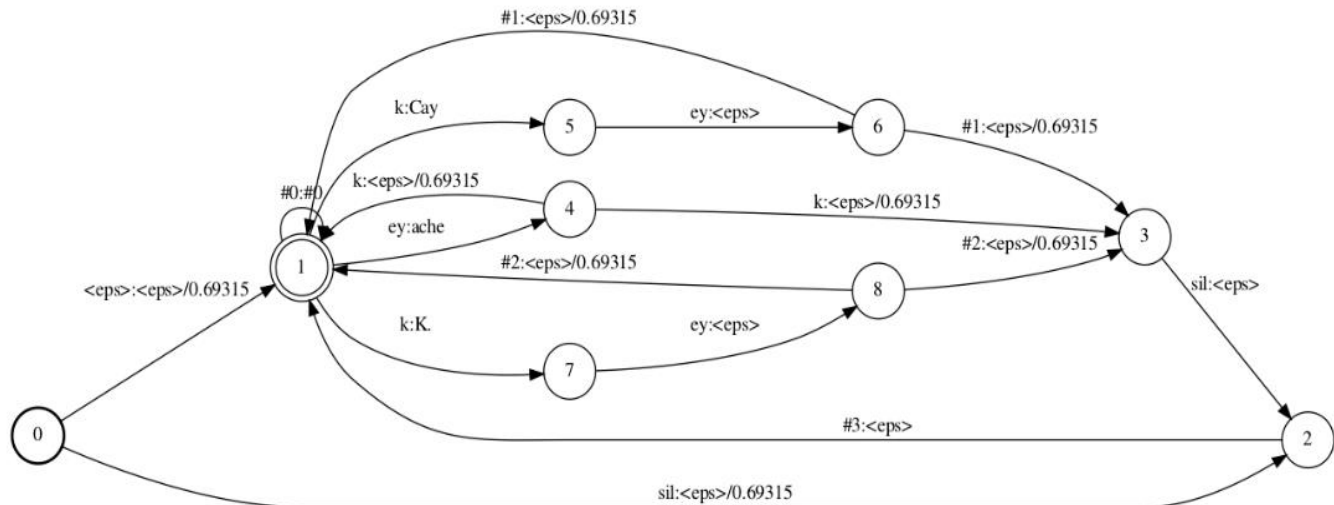 #1:<eps>/0.69315
k:Cay
5
ey:<eps>
6
#1:<eps>/0.69315
#0:#0
k:<eps>/0.69315
4
k:<eps>/0.69315
ey:ache
3
1
#2:<eps>/0.69315
#2:<eps>/0.69315
8
<eps>:<eps>/0.69315
sil:<eps>
k:K.
ey:<eps>
7
0
#3:<eps>
2
sil:<eps>/0.69315